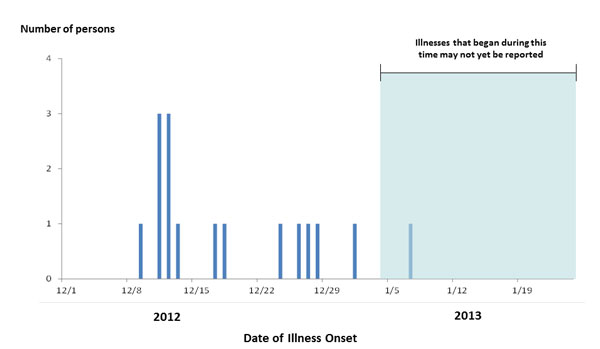 Number of persons
Illnesses that began during this
time may not yet be reported
4
3
2
1
0
12/1 12/8 12/15 12/22 12/29 1/5 1/12 1/19
2012 2013
Date of Illness Onset